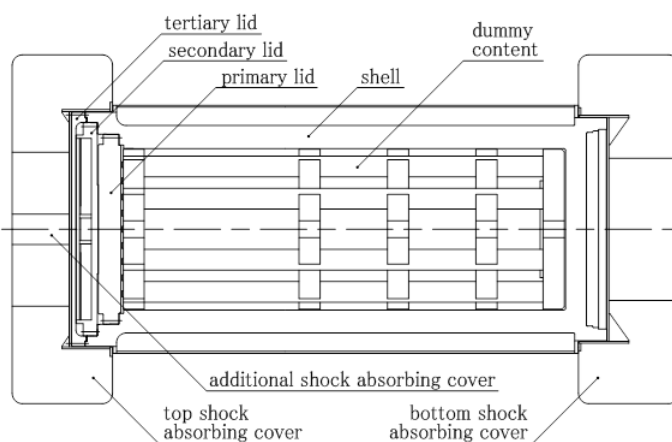 tertiary lid
secondary lid
primary lid
shell
dummy
content
additional shock absorbing cover
top shock
absorbing cover
bottom shock
absorbing cover